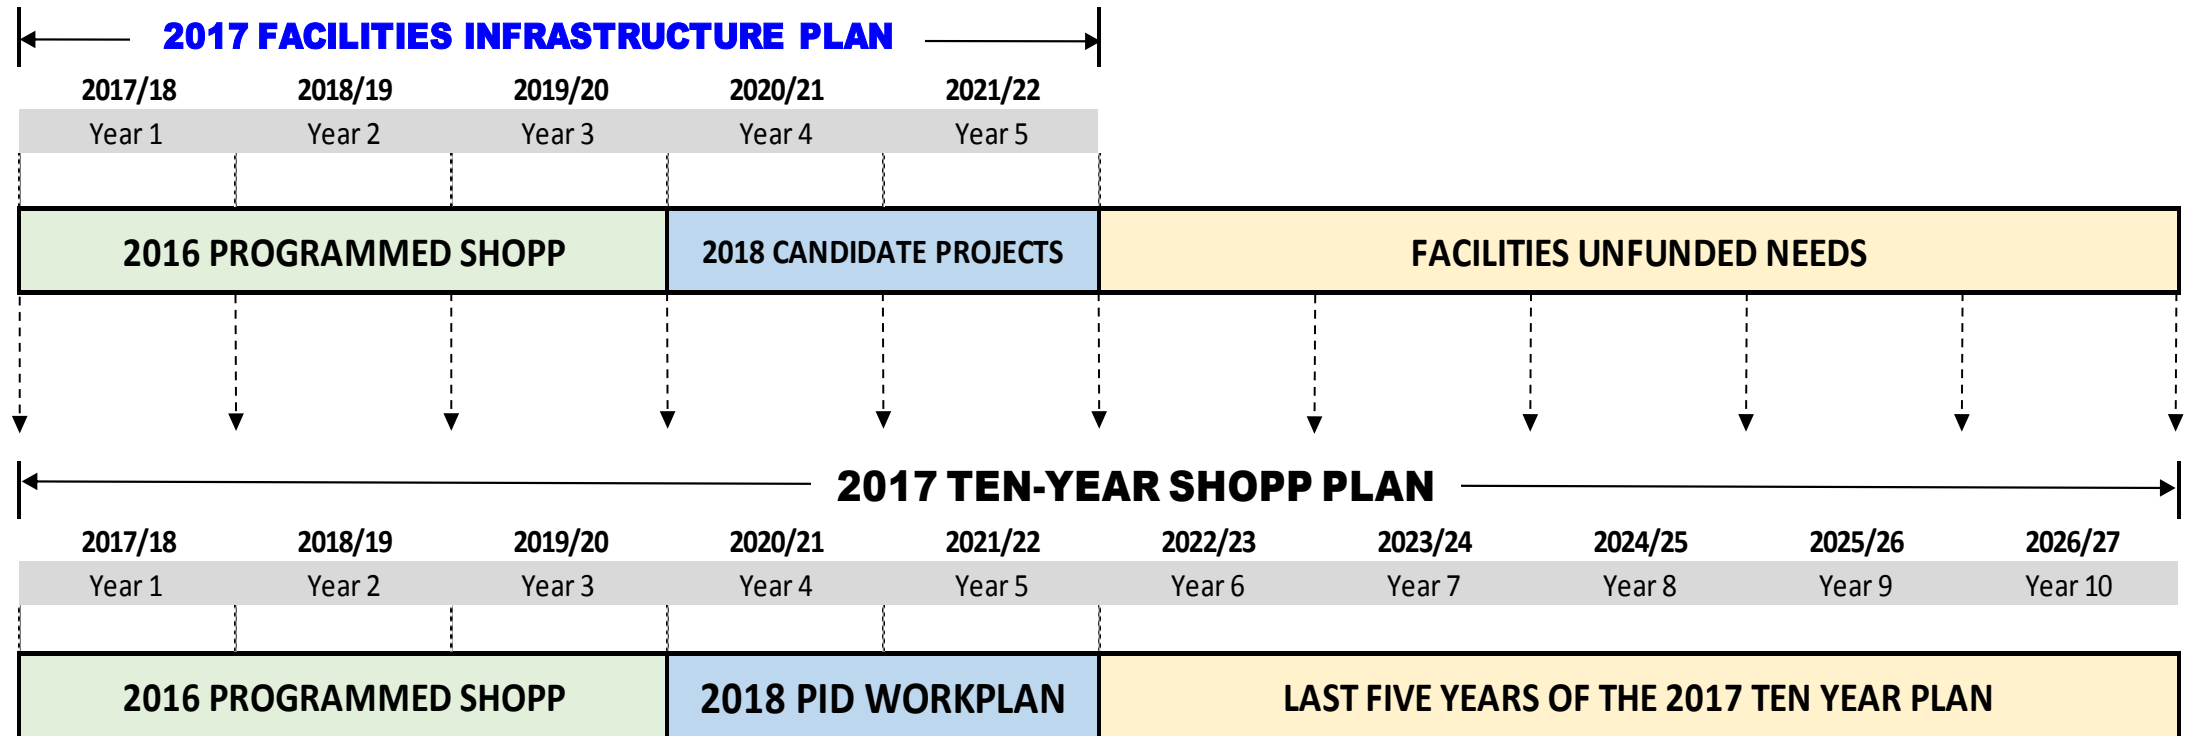 2017 FACILITIES INFRASTRUCTURE PLAN
2017/18 2018/19 2019/20 2020/21 2021/22
Year 1 Year 2 Year 3 Year 4 Year 5
2016 PROGRAMMED SHOPP 2018 CANDIDATE PROJECTS FACILITIES UNFUNDED NEEDS
2017 TEN-YEAR SHOPP PLAN
2017/18 2018/19 2019/20 2020/21 2021/22 2022/23 2023/24 2024/25 2025/26 2026/27
Year 1 Year 2 Year 3 Year 4 Year 5 Year 6 Year 7 Year 8 Year 9 Year 10
2016 PROGRAMMED SHOPP 2018 PID WORKPLAN LAST FIVE YEARS OF THE 2017 TEN YEAR PLAN